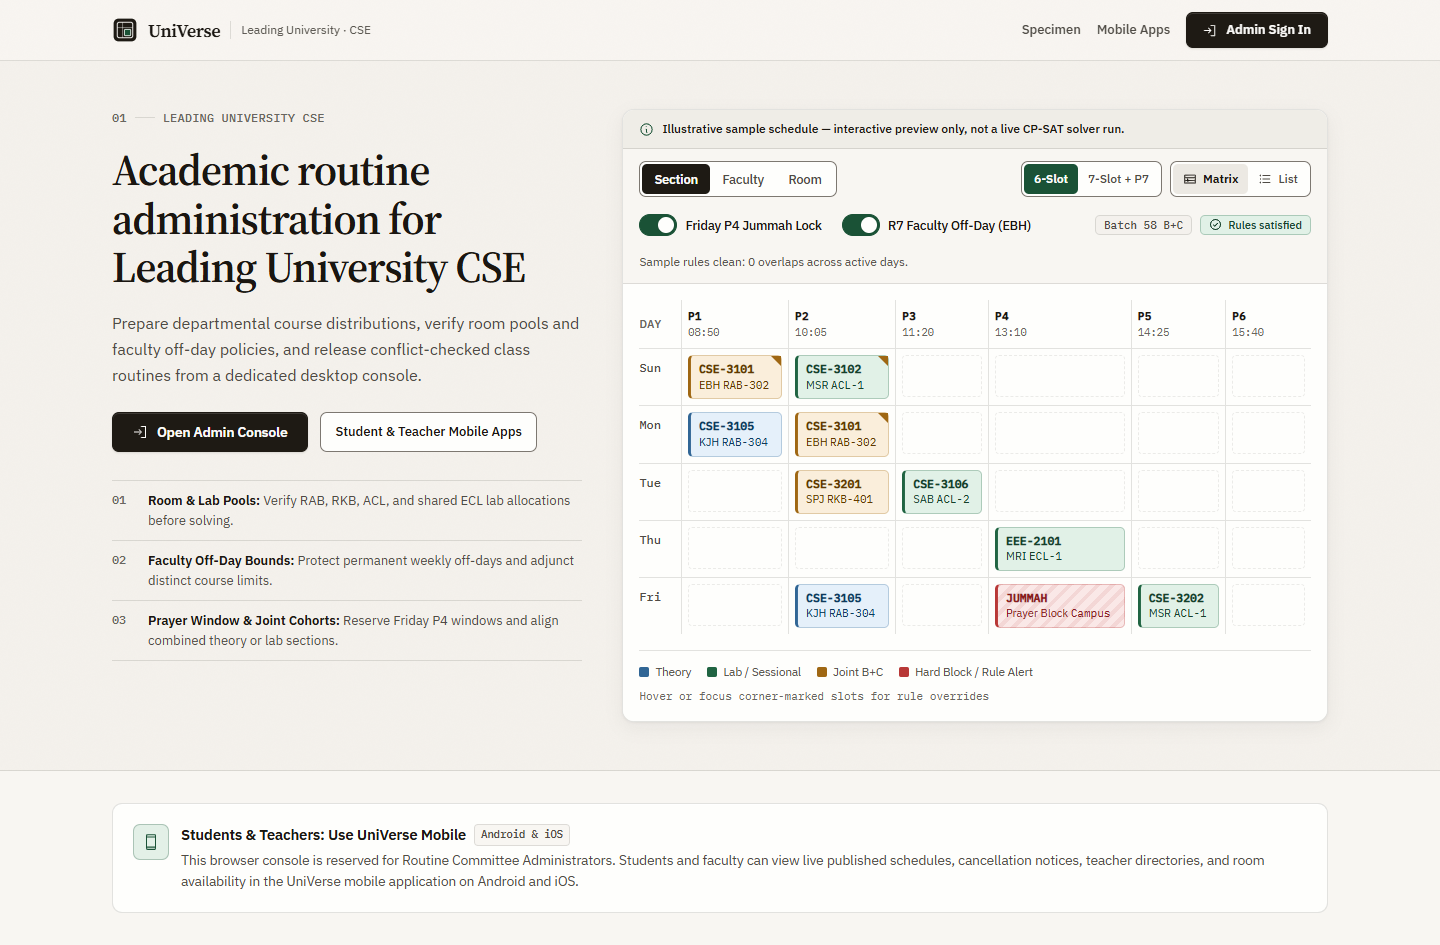 UniVerse
Leading University · CSE
Specimen
Mobile Apps
Admin Sign In
01
LEADING UNIVERSITY CSE
Academic routine
administration for
Leading University CSE
Prepare departmental course distributions, verify room pools and
faculty off-day policies, and release conflict-checked class
routines from a dedicated desktop console.
Open Admin Console
Student & Teacher Mobile Apps
01 Room & Lab Pools: Verify RAB, RKB, ACL, and shared ECL lab allocations
before solving.
02 Faculty Off-Day Bounds: Protect permanent weekly off-days and adjunct
distinct course limits.
03 Prayer Window & Joint Cohorts: Reserve Friday P4 windows and align
combined theory or lab sections.
Illustrative sample schedule — interactive preview only, not a live CP-SAT solver run.
Section Faculty Room
6-Slot 7-Slot + P7
Matrix List
Friday P4 Jummah Lock
R7 Faculty Off-Day (EBH)
Batch 58 B+C
Rules satisfied
Sample rules clean: 0 overlaps across active days.
DAY
P1
08:50
P2
10:05
P3
11:20
P4
13:10
P5
14:25
P6
15:40
Sun
CSE-3101
EBH RAB-302
CSE-3102
MSR ACL-1
Mon
CSE-3105
KJH RAB-304
CSE-3101
EBH RAB-302
Tue
CSE-3201
SPJ RKB-401
CSE-3106
SAB ACL-2
Thu
EEE-2101
MRI ECL-1
Fri
CSE-3105
KJH RAB-304
JUMMAH
Prayer Block Campus
CSE-3202
MSR ACL-1
Theory
Lab / Sessional
Joint B+C
Hard Block / Rule Alert
Hover or focus corner-marked slots for rule overrides
Students & Teachers: Use UniVerse Mobile
Android & iOS
This browser console is reserved for Routine Committee Administrators. Students and faculty can view live published schedules, cancellation notices, teacher directories, and room
availability in the UniVerse mobile application on Android and iOS.